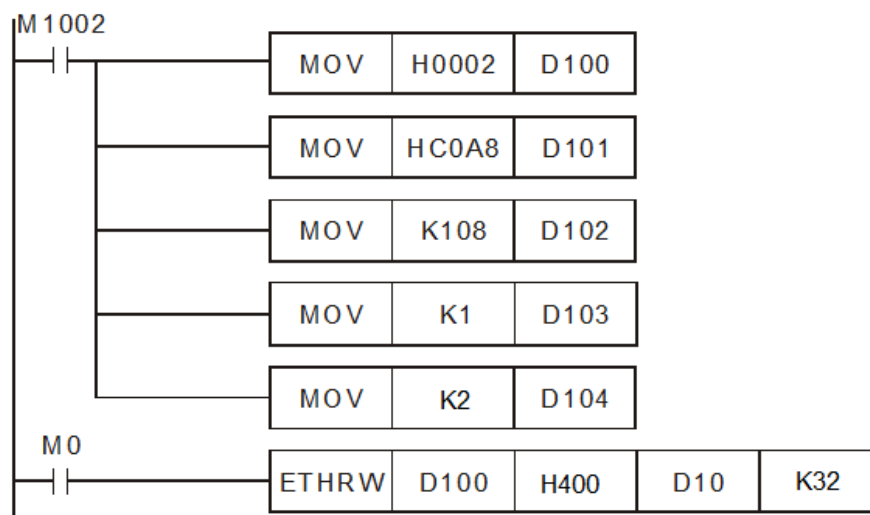 M1002
MOV H0002 D100
MOV HC0A8 D101
MOV K108 D102
MOV K1 D103
MOV K2 D104
M0
ETHRW D100 H400 D10 K32